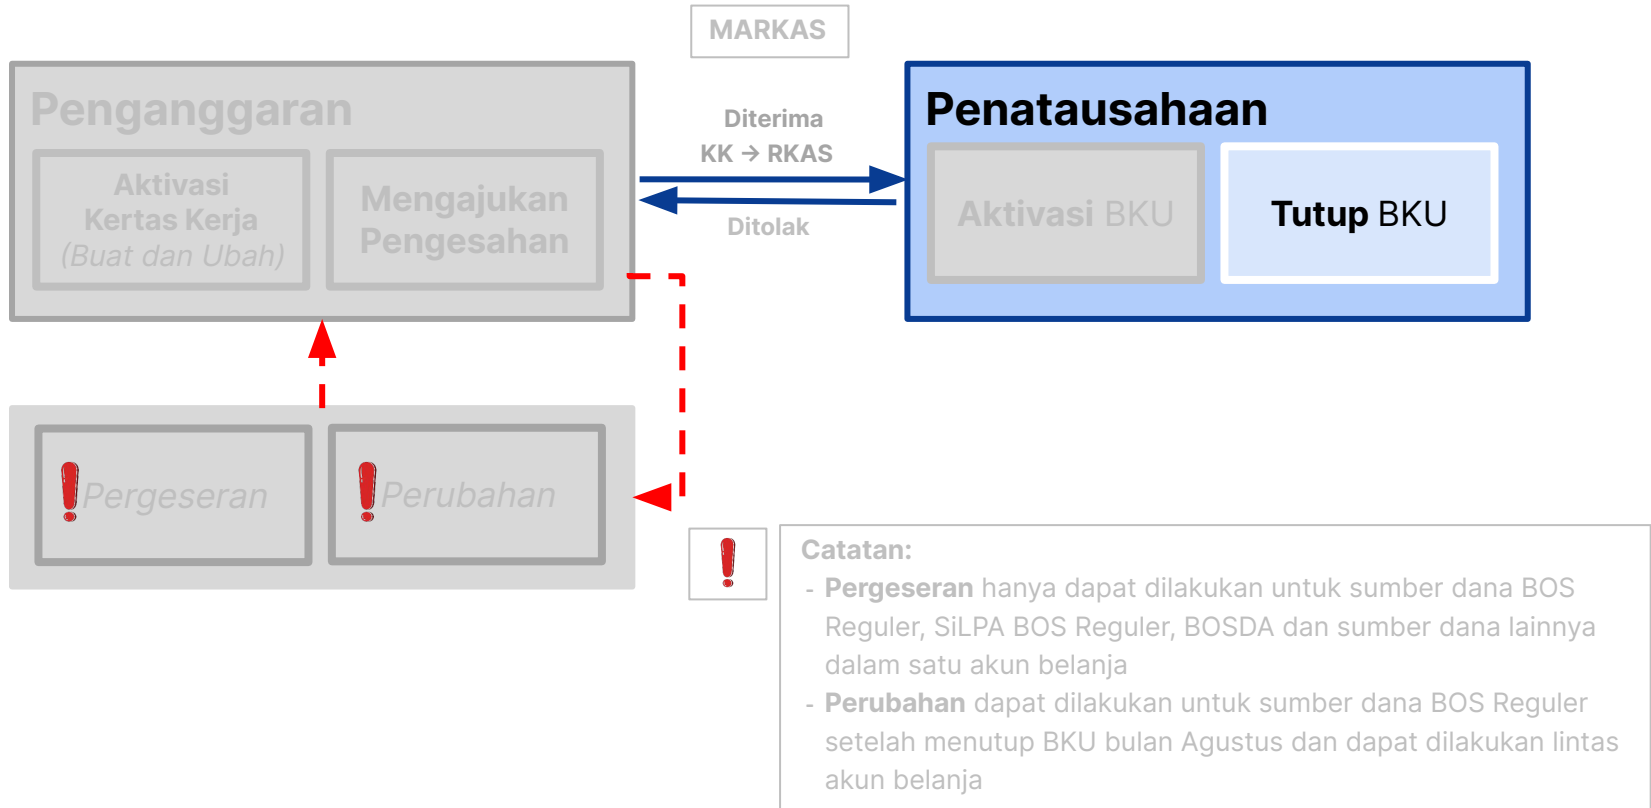 MARKAS
Penganggaran
Aktivasi
Kertas Kerja
(Buat dan Ubah)
Mengajukan
Pengesahan
Diterima
KK → RKAS
Ditolak
Penatausahaan
Aktivasi BKU
Tutup BKU
Pergeseran
Perubahan
Catatan:
- Pergeseran hanya dapat dilakukan untuk sumber dana BOS
Reguler, SiLPA BOS Reguler, BOSDA dan sumber dana lainnya
dalam satu akun belanja
- Perubahan dapat dilakukan untuk sumber dana BOS Reguler
setelah menutup BKU bulan Agustus dan dapat dilakukan lintas
akun belanja